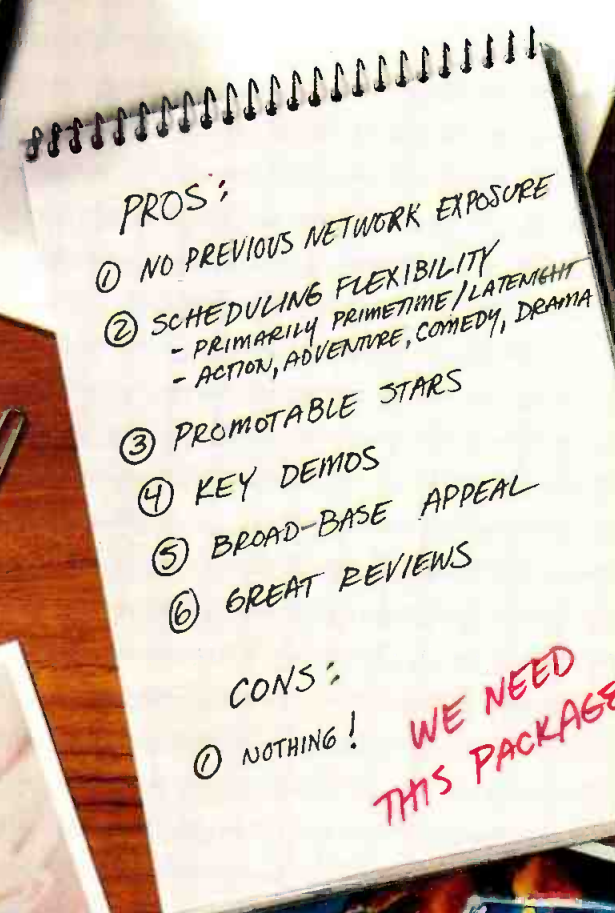 PROS:
① NO PREVIOUS NETWORK EXPOSURE
② SCHEDULING FLEXIBILITY
- PRIMARILY PRIMETIME/LATENIGHT
- ACTION, ADVENTURE, COMEDY, DRAMA
③ PROMOTABLE STARS
④ KEY DEMOS
⑤ BROAD-BASE APPEAL
⑥ GREAT REVIEWS
CONS:
① NOTHING!
WE NEED
THIS PACKAGE